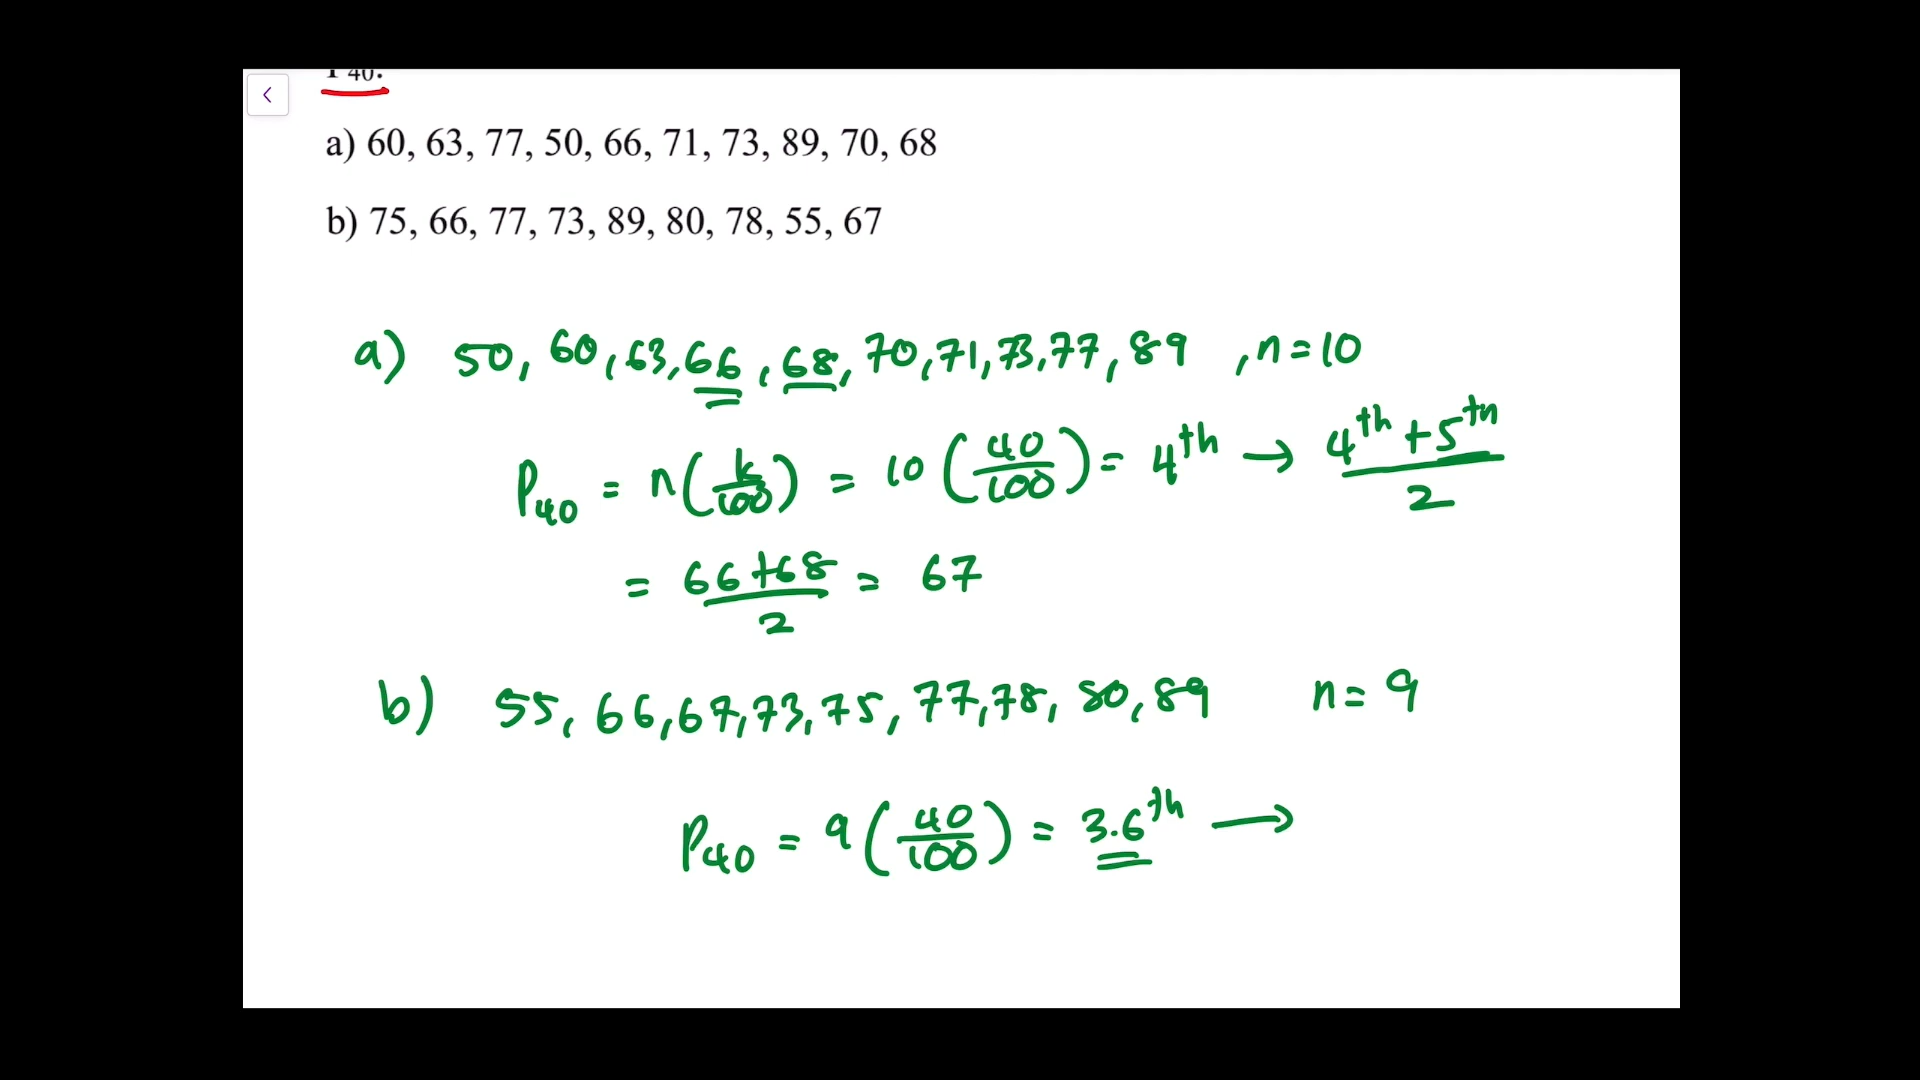 P40.
a) 60, 63, 77, 50, 66, 71, 73, 89, 70, 68
b) 75, 66, 77, 73, 89, 80, 78, 55, 67
a) 50, 60, 63, 66, 68, 70, 71, 73, 77, 89 , n = 10
P40 = n(k/100) = 10(40/100) = 4th → (4th + 5th)/2
= (66+68)/2 = 67
b) 55, 66, 67, 73, 75, 77, 78, 80, 89 n = 9
P40 = 9(40/100) = 3.6th →